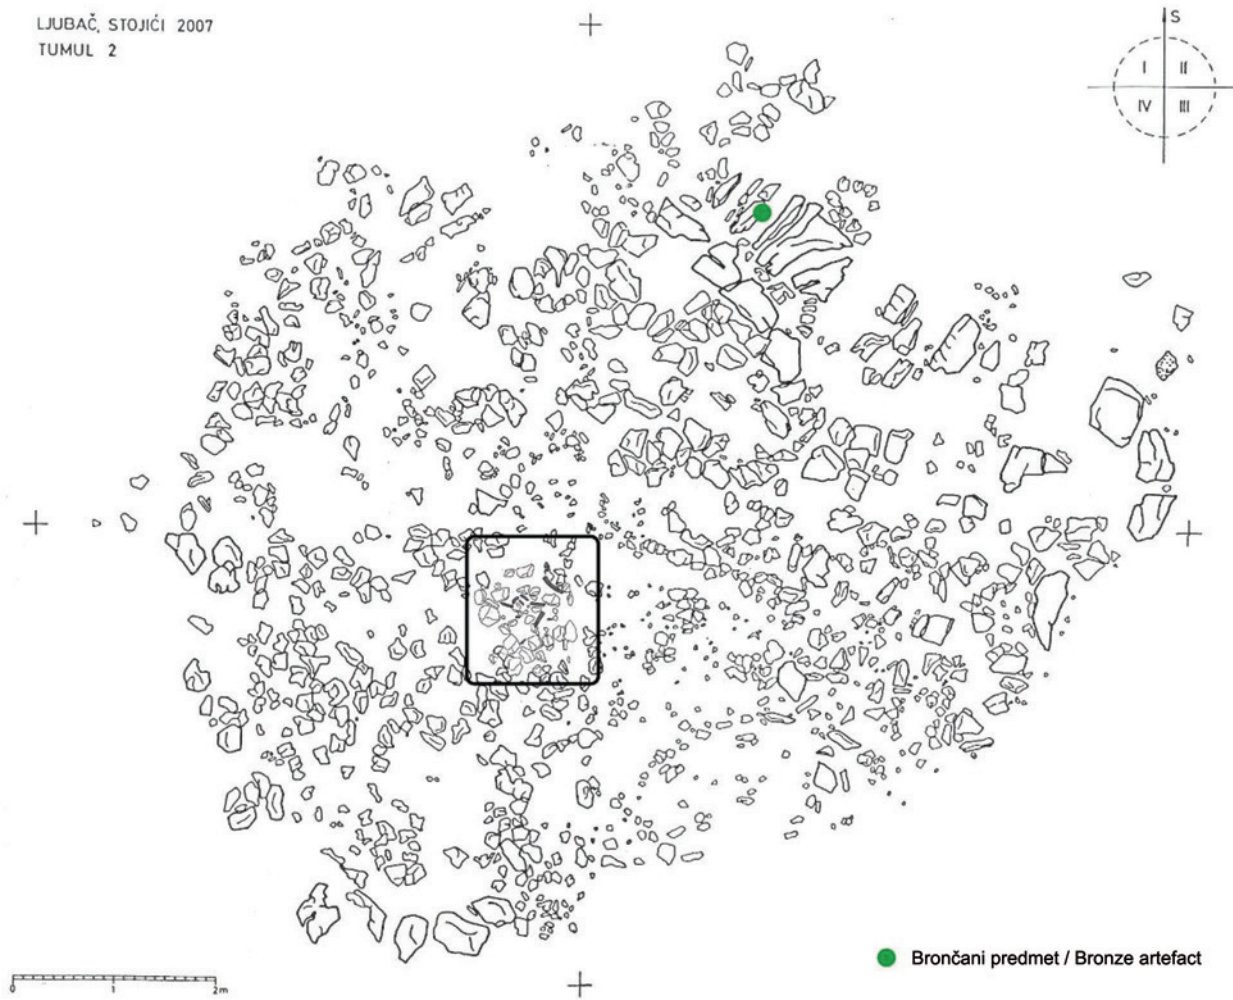 LJUBAČ, STOJIĆI 2007
TUMUL 2
S
I II
IV III
0 1 2m
Brončani predmet / Bronze artefact